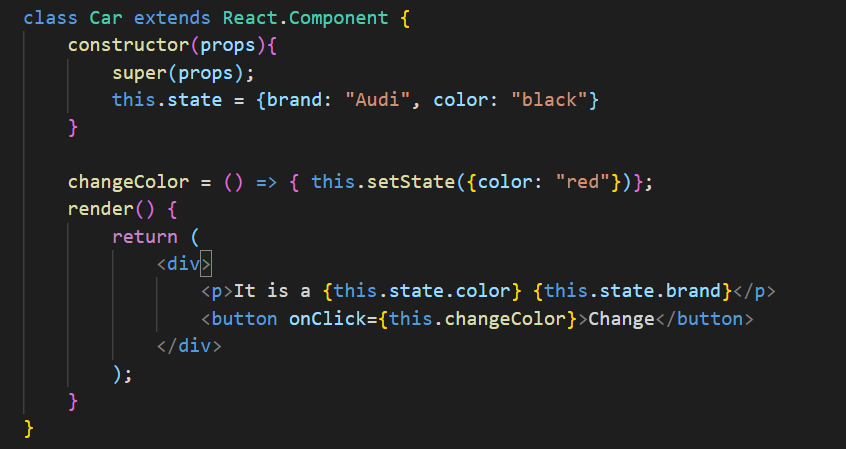 class Car extends React.Component {
    constructor(props){
        super(props);
        this.state = {brand: "Audi", color: "black"}
    }

    changeColor = () => { this.setState({color: "red"})};
    render() {
        return (
            <div>
                <p>It is a {this.state.color} {this.state.brand}</p>
                <button onClick={this.changeColor}>Change</button>
            </div>
        );
    }
}